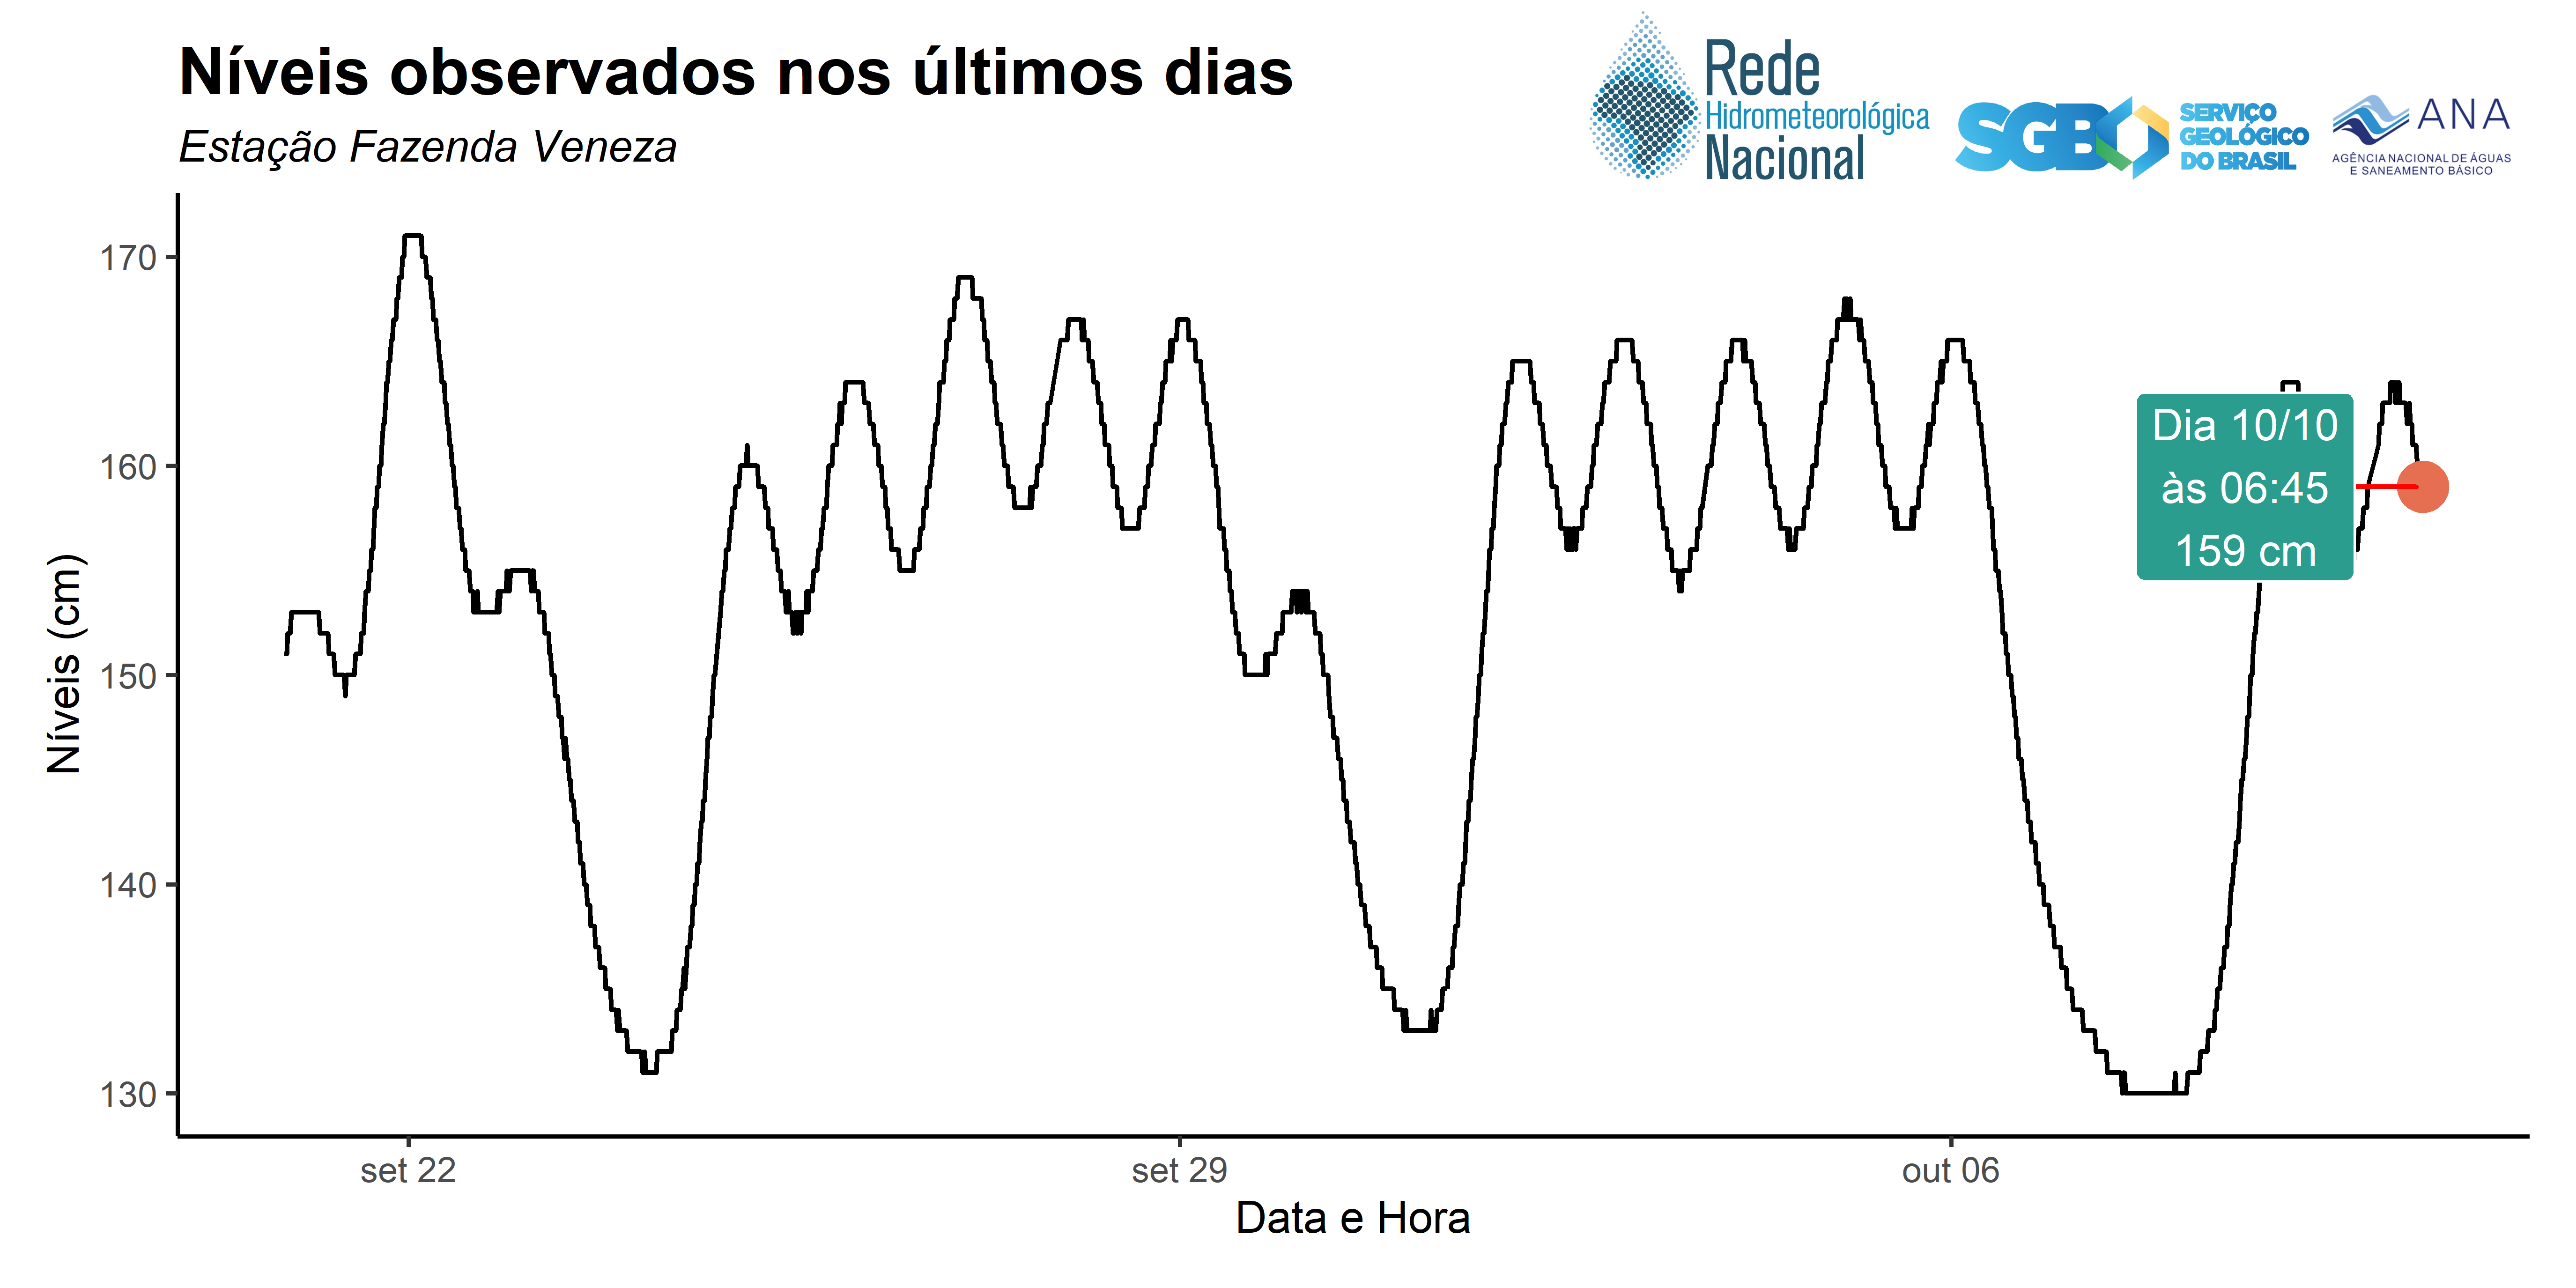 Níveis observados nos últimos dias
Estação Fazenda Veneza
Rede
Hidrometeorológica
Nacional
SGB
SERVIÇO
GEOLÓGICO
DO BRASIL
ANA
AGÊNCIA NACIONAL DE ÁGUAS
E SANEAMENTO BÁSICO
Níveis (cm)
170
160
150
140
130
Dia 10/10
às 06:45
159 cm
set 22
set 29
out 06
Data e Hora